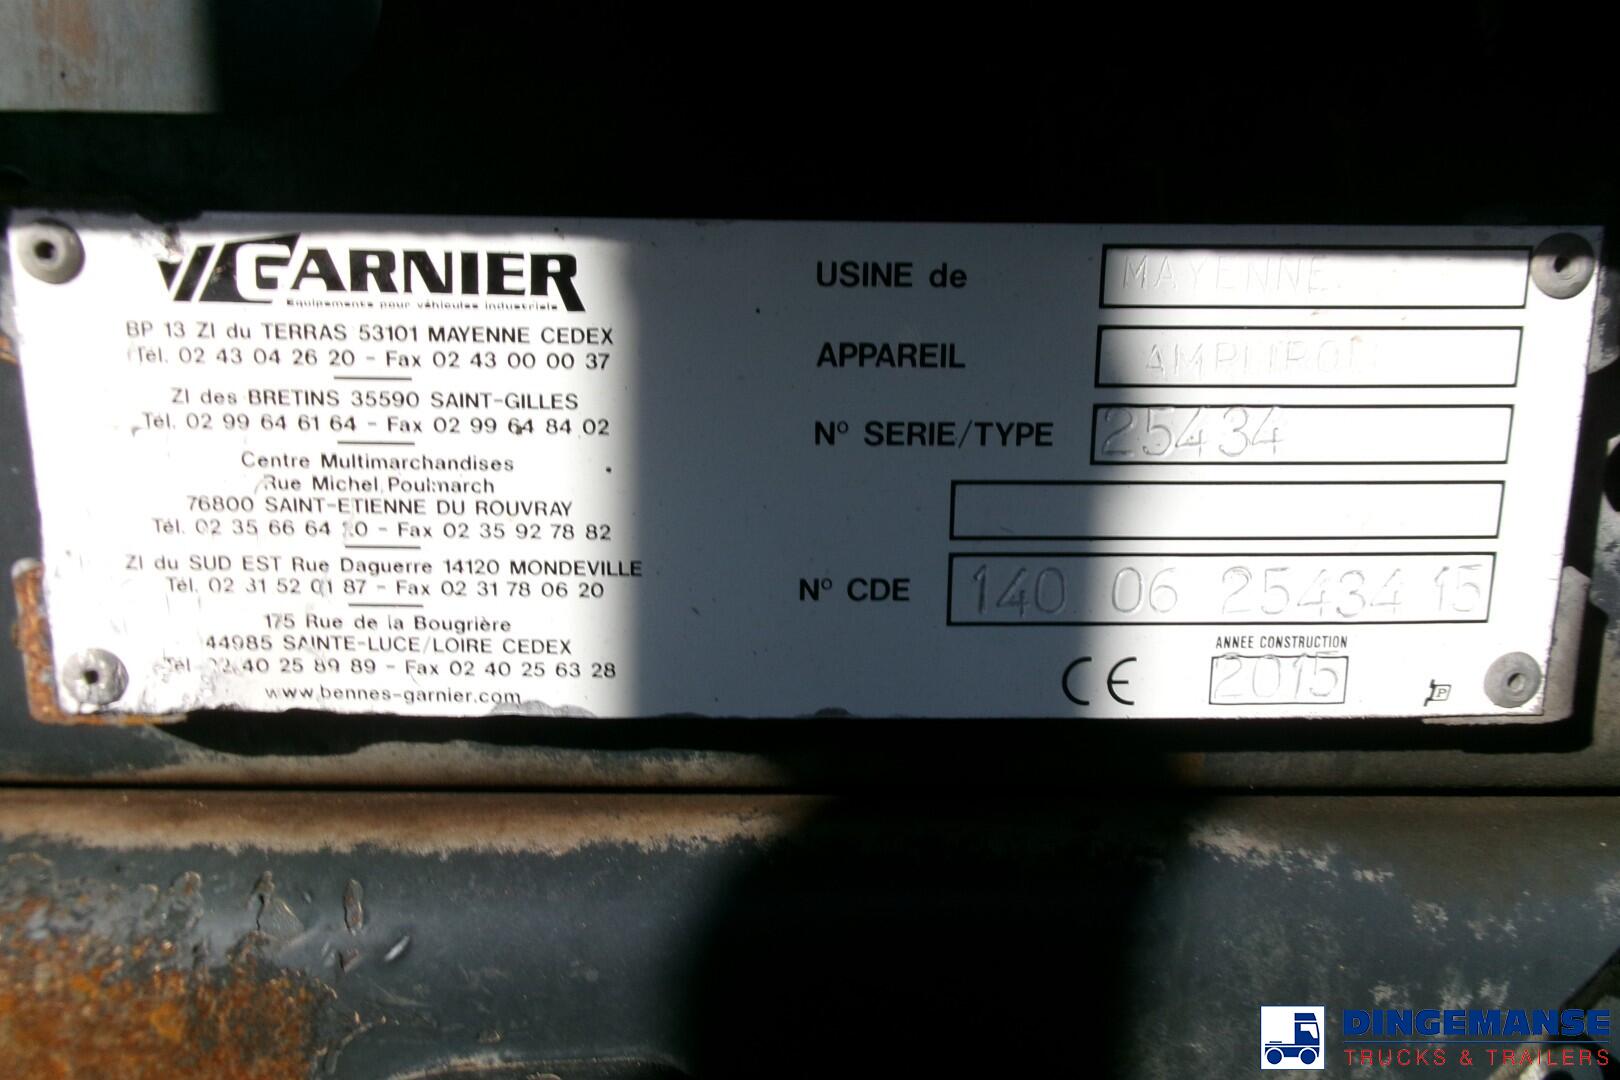 GARNIER
Equipements pour véhicules industriels
BP 13 ZI du TERRAS 53101 MAYENNE CEDEX
Tél. 02 43 04 26 20 - Fax 02 43 00 00 37
ZI des BRETINS 35590 SAINT-GILLES
Tél. 02 99 64 61 64 - Fax 02 99 64 84 02
Centre Multimarchandises
Rue Michel Poulmarch
76800 SAINT-ETIENNE DU ROUVRAY
Tél. 02 35 66 64 - Fax 02 35 92 78 82
ZI du SUD EST Rue Daguerre 14120 MONDEVILLE
Tél. 02 31 52 01 87 - Fax 02 31 78 06 20
175 Rue de la Bougrière
44985 SAINTE-LUCE/LOIRE CEDEX
Tél 02 40 25 89 89 - Fax 02 40 25 63 28
www.bennes-garnier.com
USINE de MAYENNE
APPAREIL AMPLIROLL
N° SERIE/TYPE 25434
N° CDE 140 06 25434 15
ANNEE CONSTRUCTION
CE 2015
P
DINGEMANSE
TRUCKS & TRAILERS